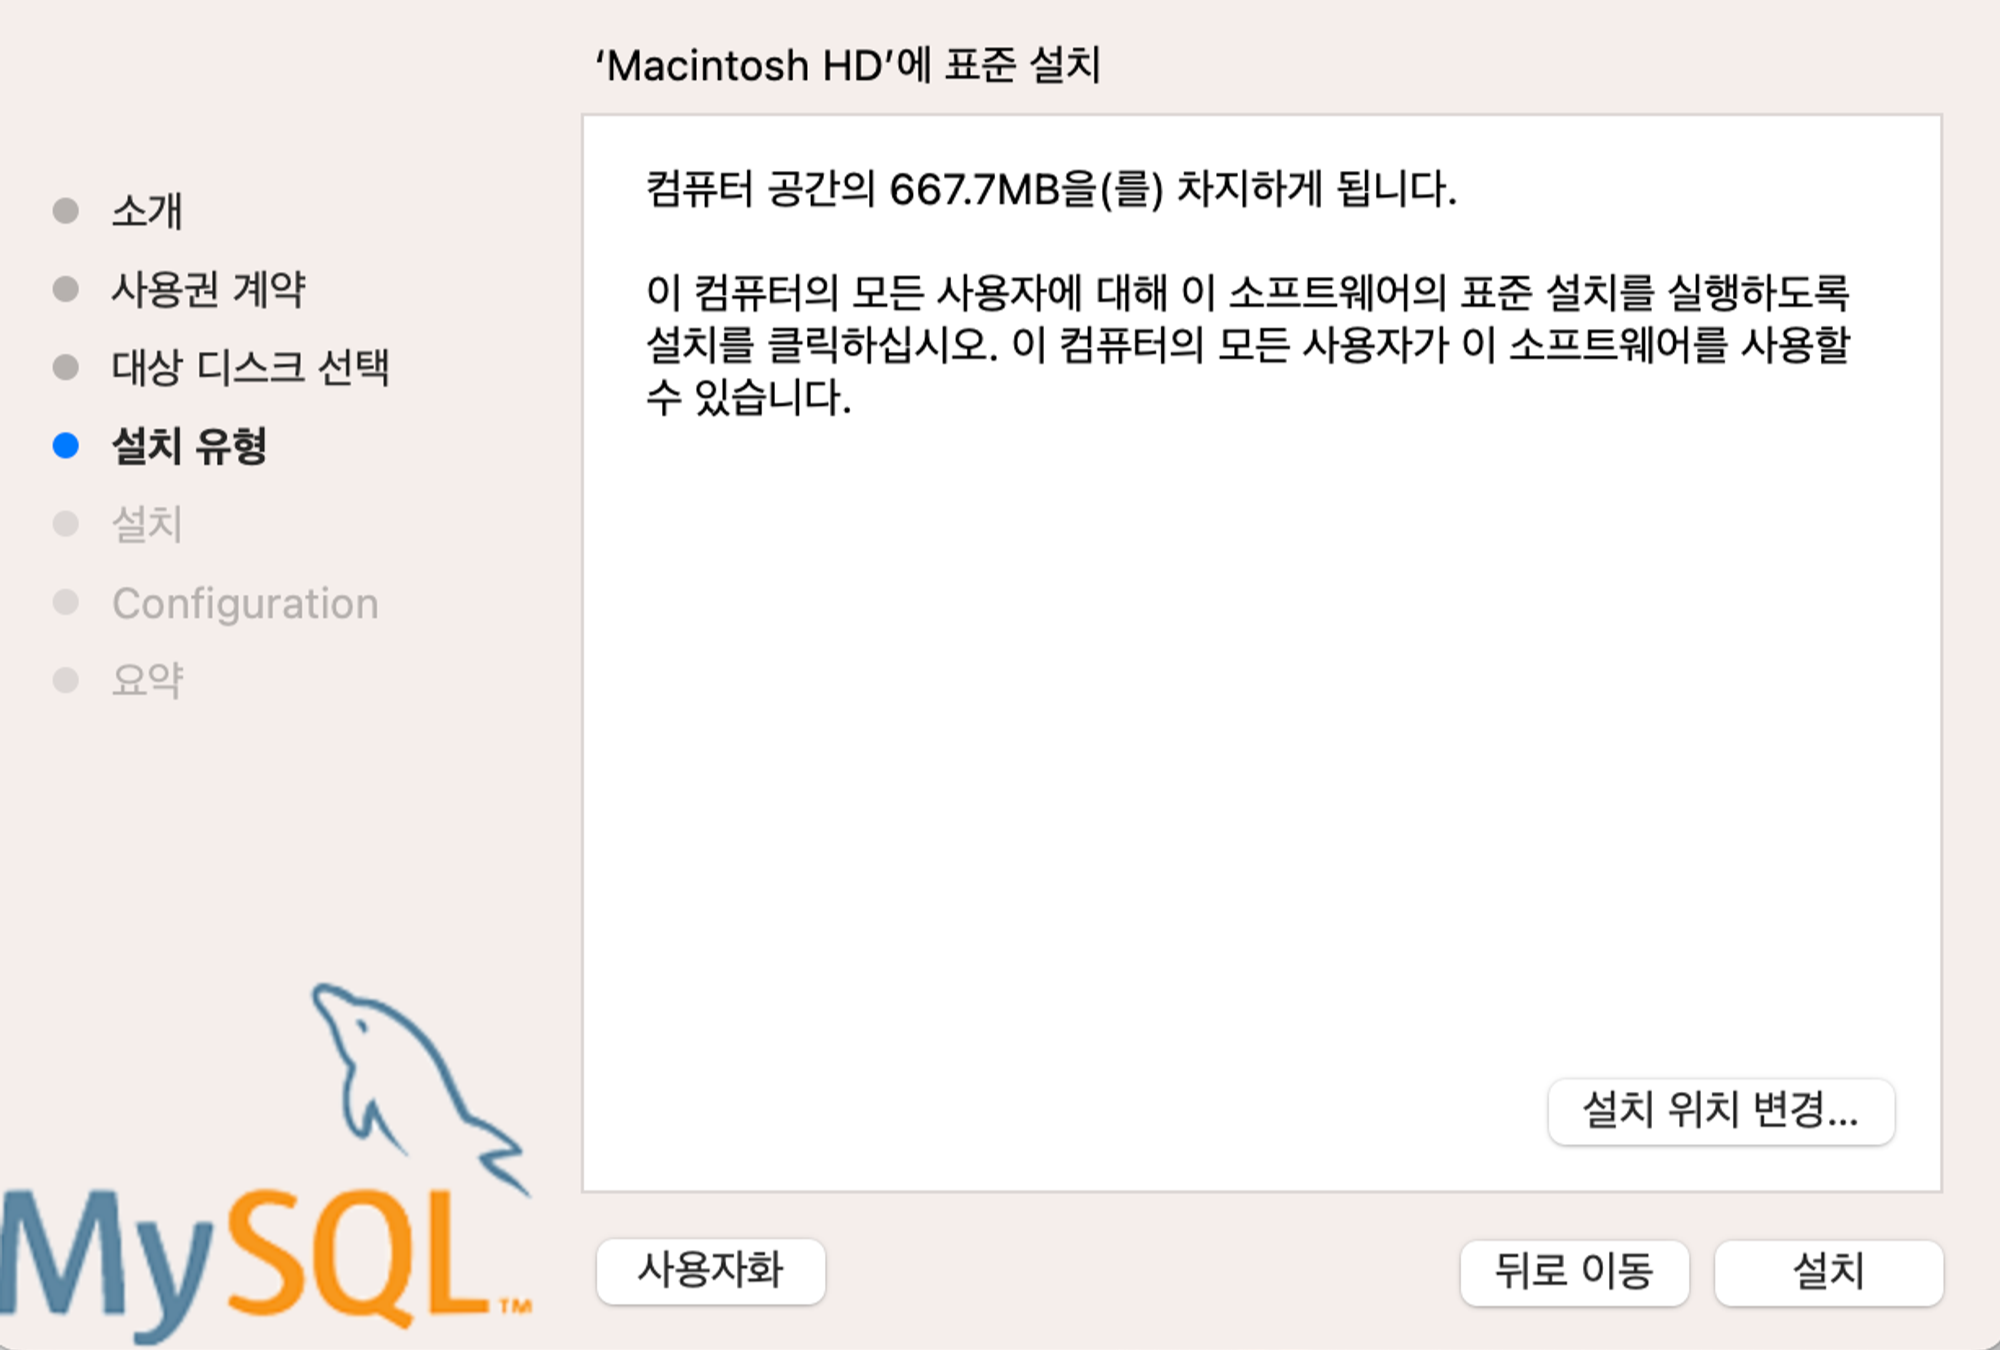 ‘Macintosh HD’에 표준 설치
소개
사용권 계약
대상 디스크 선택
설치 유형
설치
Configuration
요약
컴퓨터 공간의 667.7MB을(를) 차지하게 됩니다.
이 컴퓨터의 모든 사용자에 대해 이 소프트웨어의 표준 설치를 실행하도록
설치를 클릭하십시오. 이 컴퓨터의 모든 사용자가 이 소프트웨어를 사용할
수 있습니다.
설치 위치 변경...
MySQL™
사용자화
뒤로 이동
설치